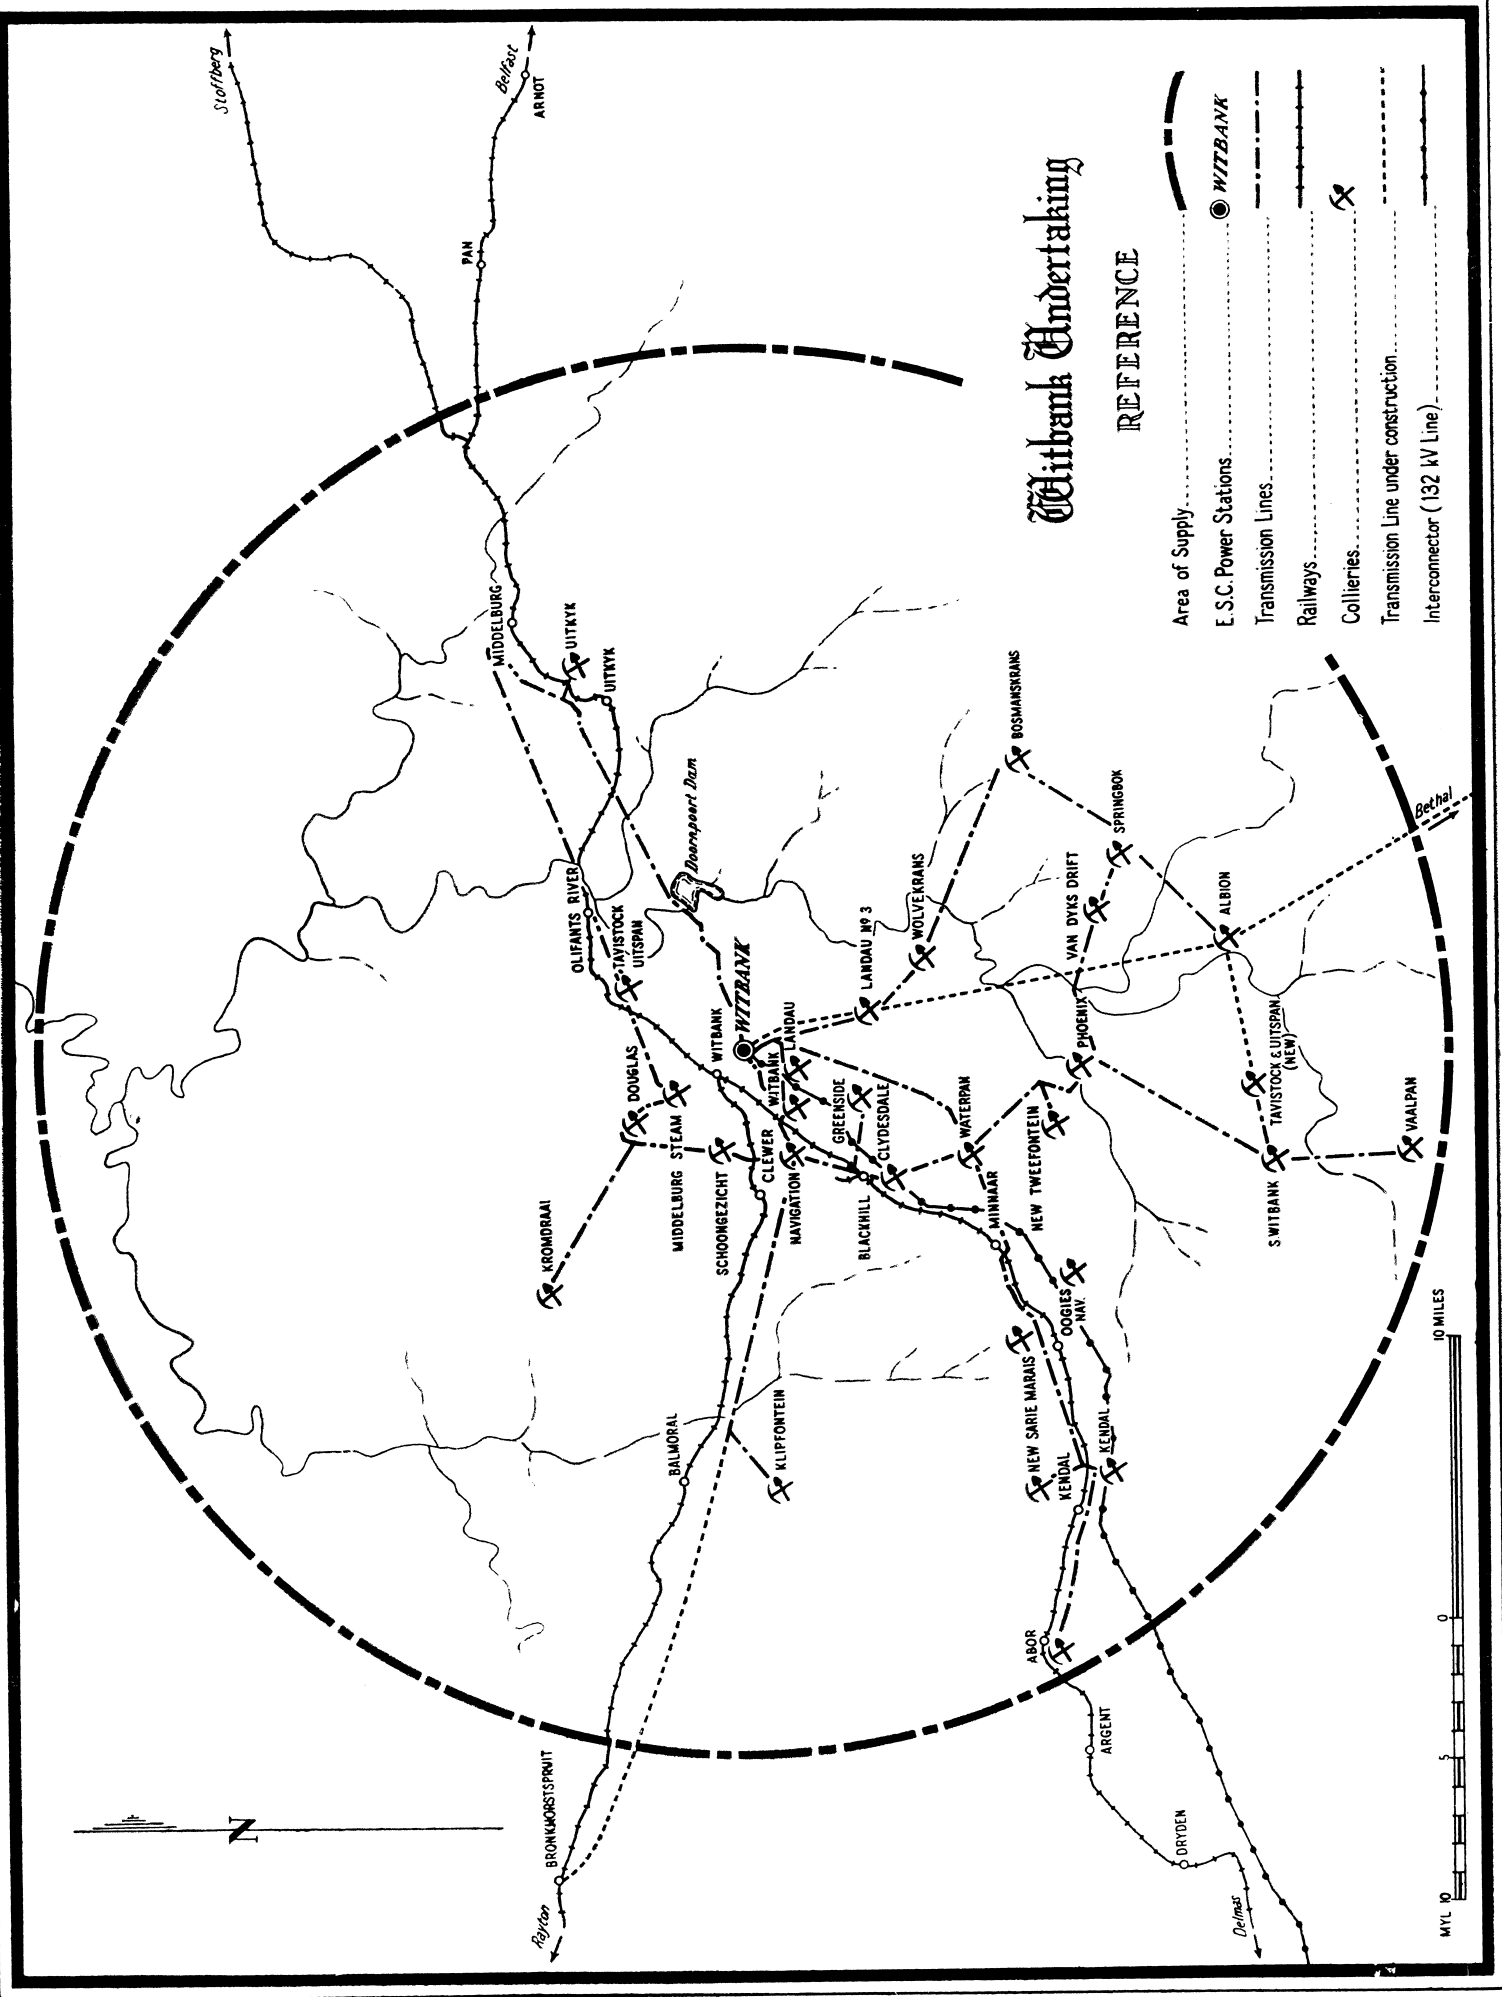 Witbank Undertaking
REFERENCE
Area of Supply
E.S.C. Power Stations
WITBANK
Transmission Lines
Railways
Collieries
Transmission Line under construction
Interconnector (132 kV Line)
Stoffberg
Belfast
ARNOT
PAN
MIDDELBURG
UITKYK
UITKYK
Doornpoort Dam
OLIFANTS RIVER
TAVISTOCK
UITSPAN
WITBANK
WITBANK
DOUGLAS
MIDDELBURG STEAM
SCHOONGEZICHT
KROMDRAAI
CLEWER
NAVIGATION
WITBANK
LANDAU
LANDAU Nº 3
WOLVEKRANS
BOSMANSKRANS
SPRINGBOK
VAN DYKS DRIFT
ALBION
Bethal
PHOENIX
GREENSIDE
CLYDESDALE
BLACKHILL
WATERPAN
MINNAAR
NEW TWEEFONTEIN
TAVISTOCK & UITSPAN
(NEW)
S.WITBANK
VAALPAN
OOGIES
NAV.
NEW SARIE MARAIS
KENDAL
KENDAL
BALMORAL
KLIPFONTEIN
ABOR
ARGENT
DRYDEN
Delmas
BRONKHORSTSPRUIT
Rayton
N
MYL 10
5
0
10 MILES